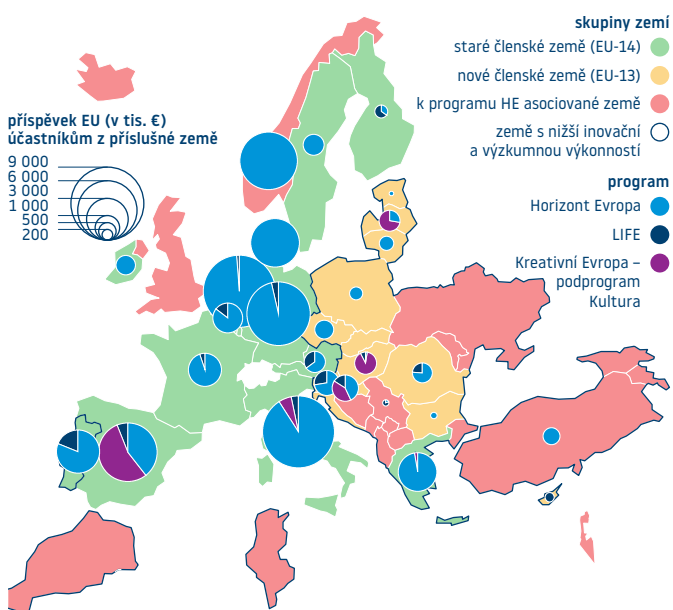 skupiny zemí
staré členské země (EU-14)
nové členské země (EU-13)
k programu HE asociované země
země s nižší inovační
a výzkumnou výkonností
program
Horizont Evropa
LIFE
Kreativní Evropa –
podprogram
Kultura
příspěvek EU (v tis. €)
účastníkům z příslušné země
9 000
6 000
3 000
1 000
500
200